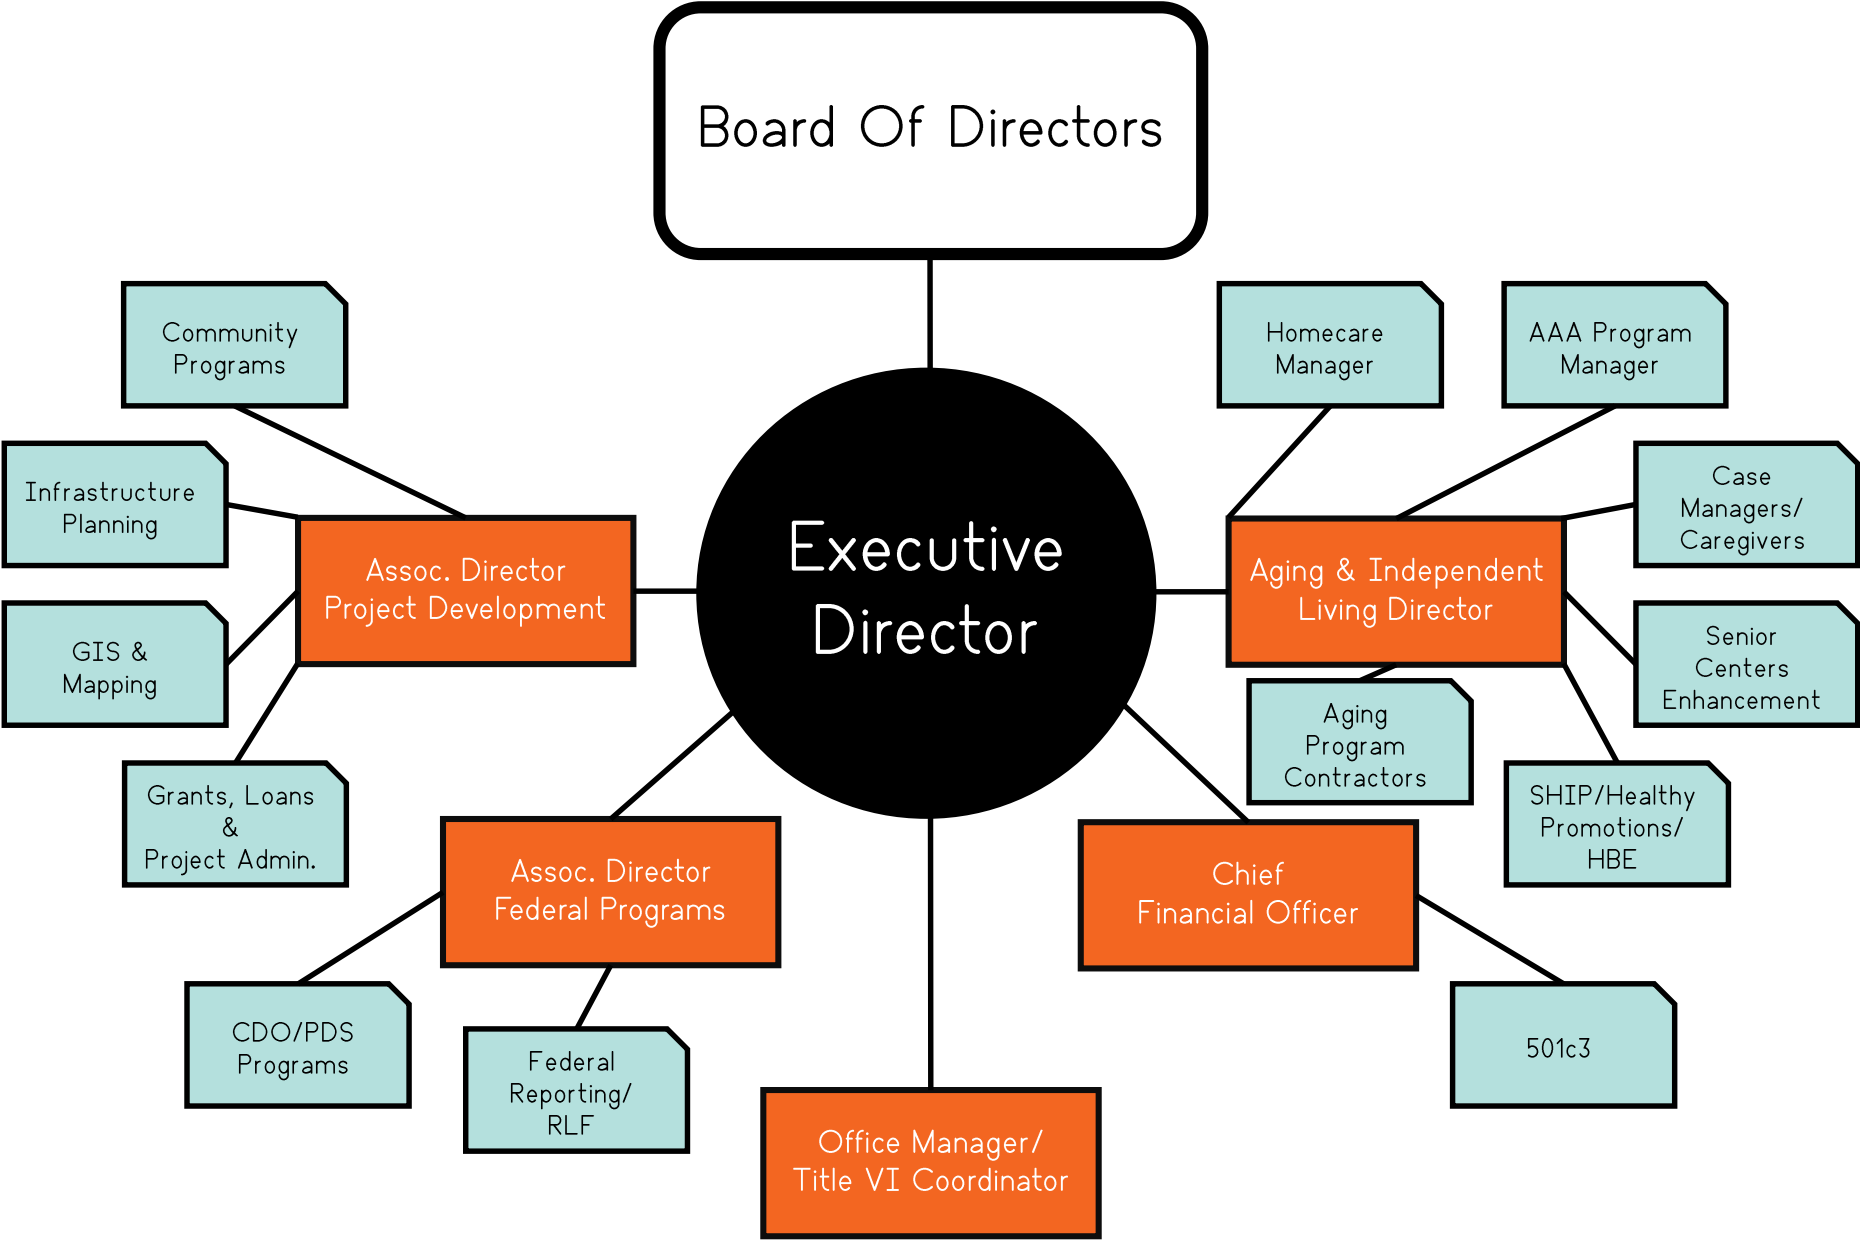 Board Of Directors
Community
Programs
Homecare
Manager
AAA Program
Manager
Infrastructure
Planning
Case
Managers/
Caregivers
Executive
Director
Assoc. Director
Project Development
Aging & Independent
Living Director
GIS &
Mapping
Senior
Centers
Enhancement
Aging
Program
Contractors
Grants, Loans
&
Project Admin.
SHIP/Healthy
Promotions/
HBE
Assoc. Director
Federal Programs
Chief
Financial Officer
CDO/PDS
Programs
Federal
Reporting/
RLF
501c3
Office Manager/
Title VI Coordinator